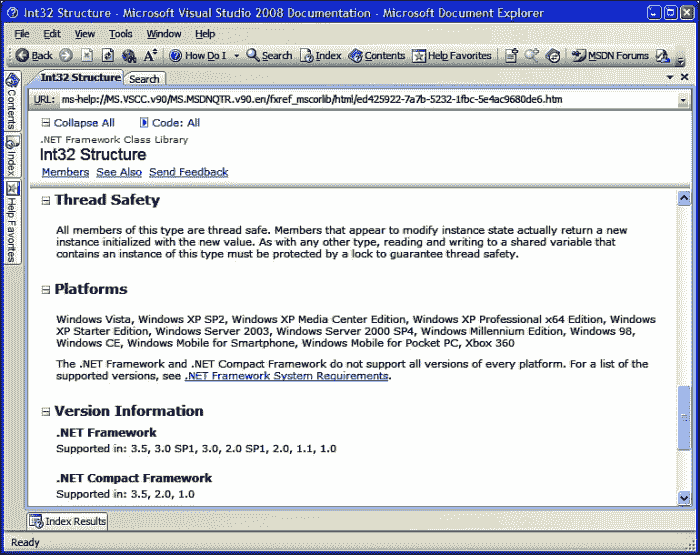 Int32 Structure - Microsoft Visual Studio 2008 Documentation - Microsoft Document Explorer
File Edit View Tools Window Help
Back How Do I Search Index Contents Help Favorites MSDN Forums
Int32 Structure Search
URL: ms-help://MS.VSCC.v90/MS.MSDNQTR.v90.en/fxref_mscorlib/html/ed425922-7a7b-5232-1fbc-5e4ac9680de6.htm
Contents
Index
Help Favorites
Collapse All Code: All
.NET Framework Class Library
Int32 Structure
Members See Also Send Feedback
Thread Safety
All members of this type are thread safe. Members that appear to modify instance state actually return a new
instance initialized with the new value. As with any other type, reading and writing to a shared variable that
contains an instance of this type must be protected by a lock to guarantee thread safety.
Platforms
Windows Vista, Windows XP SP2, Windows XP Media Center Edition, Windows XP Professional x64 Edition, Windows
XP Starter Edition, Windows Server 2003, Windows Server 2000 SP4, Windows Millennium Edition, Windows 98,
Windows CE, Windows Mobile for Smartphone, Windows Mobile for Pocket PC, Xbox 360
The .NET Framework and .NET Compact Framework do not support all versions of every platform. For a list of the
supported versions, see .NET Framework System Requirements.
Version Information
.NET Framework
Supported in: 3.5, 3.0 SP1, 3.0, 2.0 SP1, 2.0, 1.1, 1.0
.NET Compact Framework
Supported in: 3.5, 2.0, 1.0
Index Results
Ready